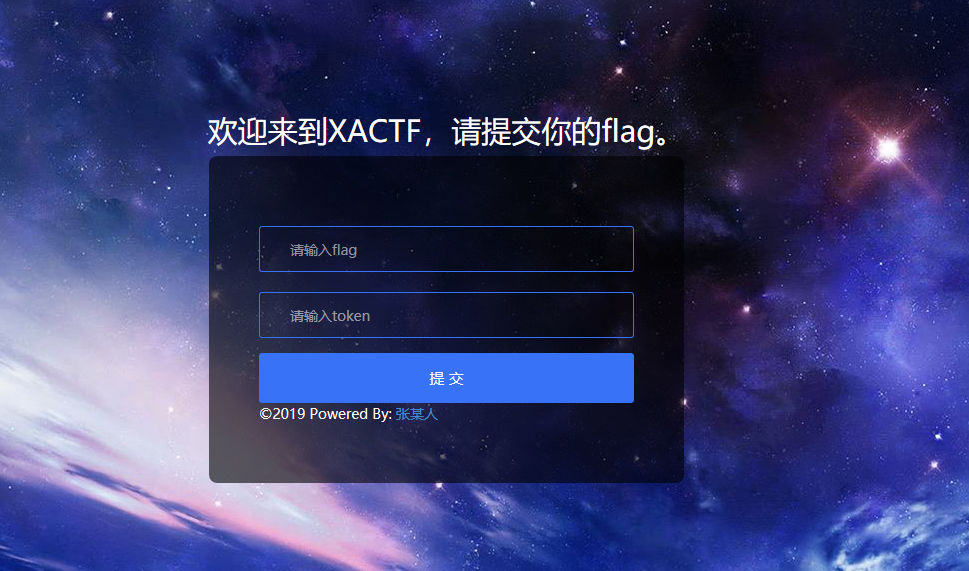 欢迎来到XACTF，请提交你的flag。
请输入flag
请输入token
提 交
©2019 Powered By: 张某人